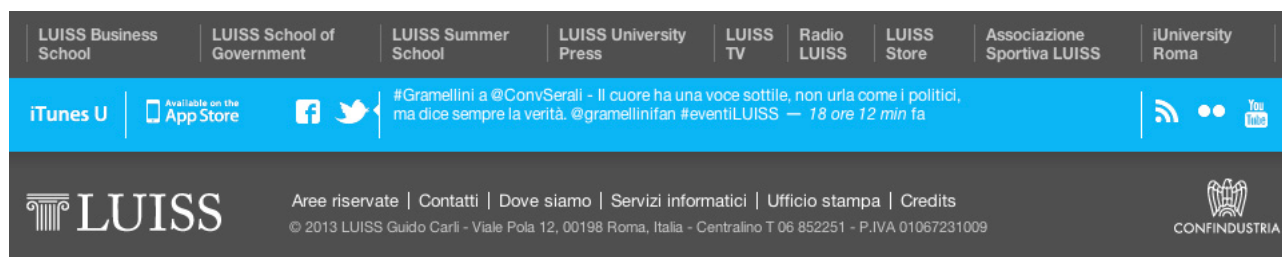 LUISS Business School
LUISS School of Government
LUISS Summer School
LUISS University Press
LUISS TV
Radio LUISS
LUISS Store
Associazione Sportiva LUISS
iUniversity Roma
iTunes U
Available on the
App Store
#Gramellini a @ConvSerali - Il cuore ha una voce sottile, non urla come i politici,
ma dice sempre la verità. @gramellinifan #eventiLUISS — 18 ore 12 min fa
You
Tube
LUISS
Aree riservate | Contatti | Dove siamo | Servizi informatici | Ufficio stampa | Credits
© 2013 LUISS Guido Carli - Viale Pola 12, 00198 Roma, Italia - Centralino T 06 852251 - P.IVA 01067231009
CONFINDUSTRIA